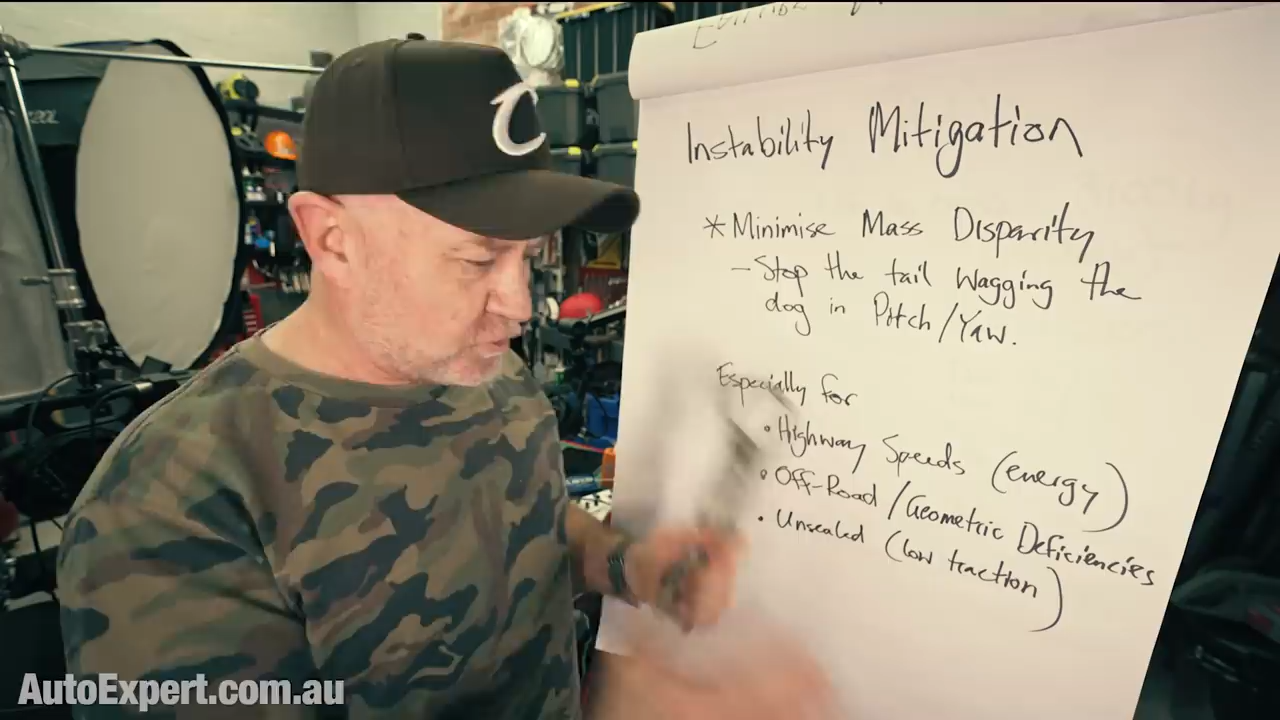 Instability Mitigation
* Minimise Mass Disparity
- Stop the tail wagging the
dog in Pitch/Yaw.
Especially for
• Highway Speeds (energy)
• Off-Road/Geometric Deficiencies
• Unsealed (low traction)
C
AutoExpert.com.au